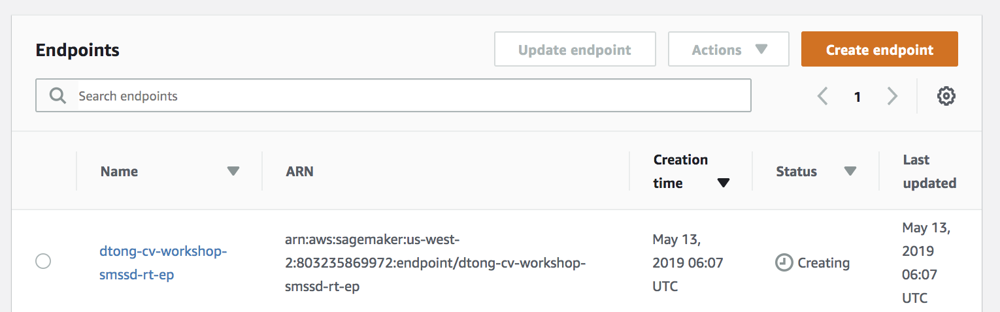 Endpoints
Update endpoint
Actions
Create endpoint
Search endpoints
1
Name
ARN
Creation
time
Status
Last
updated
dtong-cv-workshop-
smssd-rt-ep
arn:aws:sagemaker:us-west-
2:803235869972:endpoint/dtong-cv-workshop-
smssd-rt-ep
May 13,
2019 06:07
UTC
Creating
May 13,
2019
06:07
UTC